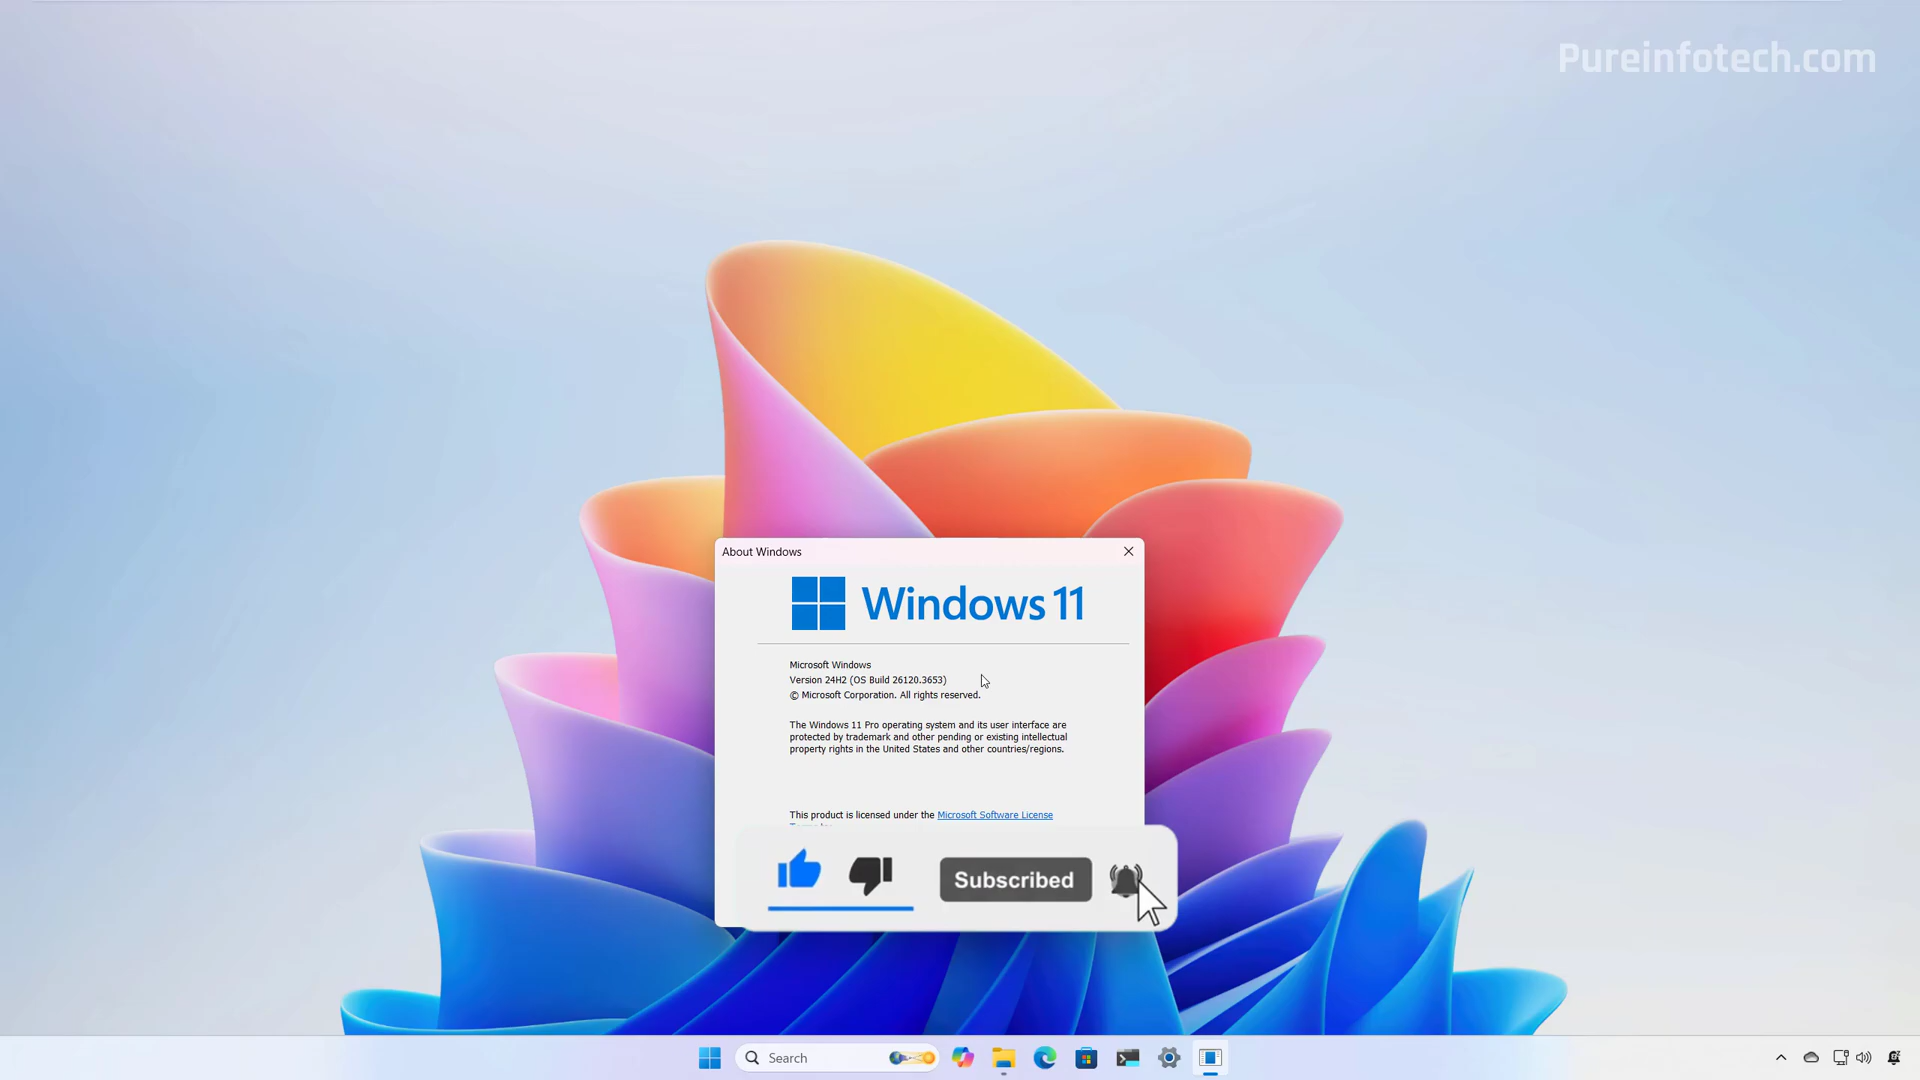 Pureinfotech.com
About Windows
Windows 11
Microsoft Windows
Version 24H2 (OS Build 26120.3653)
© Microsoft Corporation. All rights reserved.
The Windows 11 Pro operating system and its user interface are
protected by trademark and other pending or existing intellectual
property rights in the United States and other countries/regions.
This product is licensed under the Microsoft Software License
Subscribed
Search